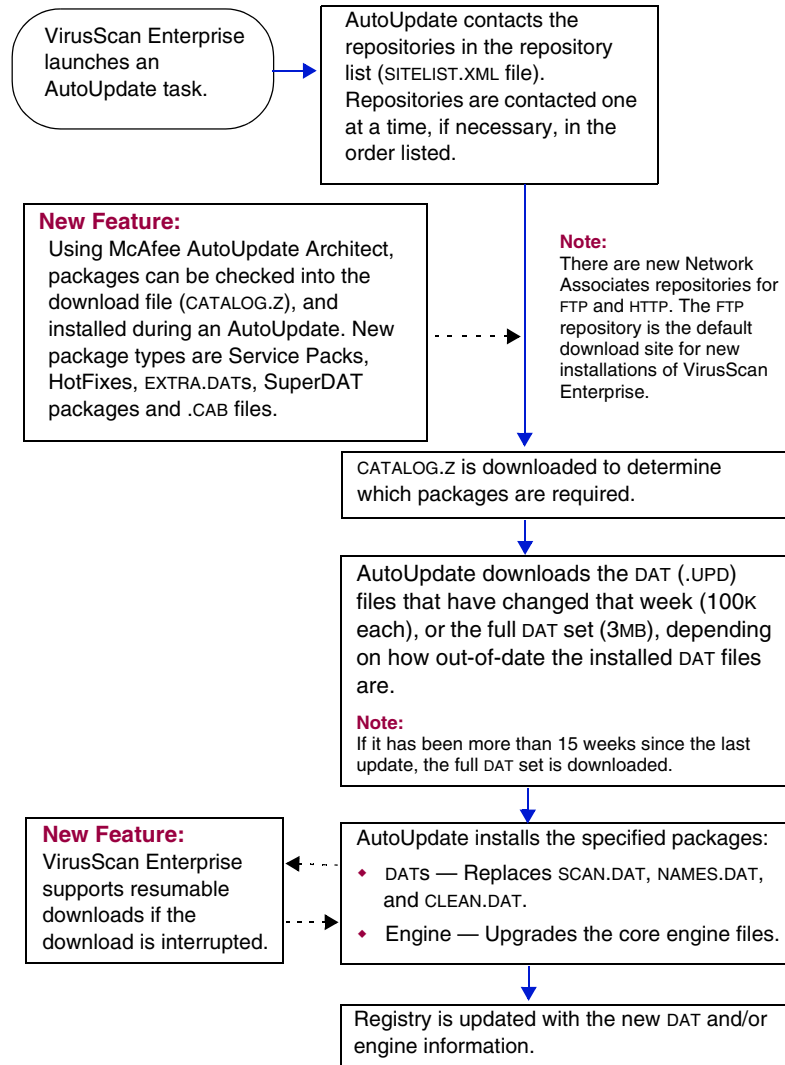 VirusScan Enterprise
launches an
AutoUpdate task.
AutoUpdate contacts the
repositories in the repository
list (SITELIST.XML file).
Repositories are contacted one
at a time, if necessary, in the
order listed.
New Feature:
Using McAfee AutoUpdate Architect,
packages can be checked into the
download file (CATALOG.Z), and
installed during an AutoUpdate. New
package types are Service Packs,
HotFixes, EXTRA.DATs, SuperDAT
packages and .CAB files.
Note:
There are new Network
Associates repositories for
FTP and HTTP. The FTP
repository is the default
download site for new
installations of VirusScan
Enterprise.
CATALOG.Z is downloaded to determine
which packages are required.
AutoUpdate downloads the DAT (.UPD)
files that have changed that week (100K
each), or the full DAT set (3MB), depending
on how out-of-date the installed DAT files
are.
Note:
If it has been more than 15 weeks since the last
update, the full DAT set is downloaded.
New Feature:
VirusScan Enterprise
supports resumable
downloads if the
download is interrupted.
AutoUpdate installs the specified packages:
◆ DATs — Replaces SCAN.DAT, NAMES.DAT,
and CLEAN.DAT.
◆ Engine — Upgrades the core engine files.
Registry is updated with the new DAT and/or
engine information.